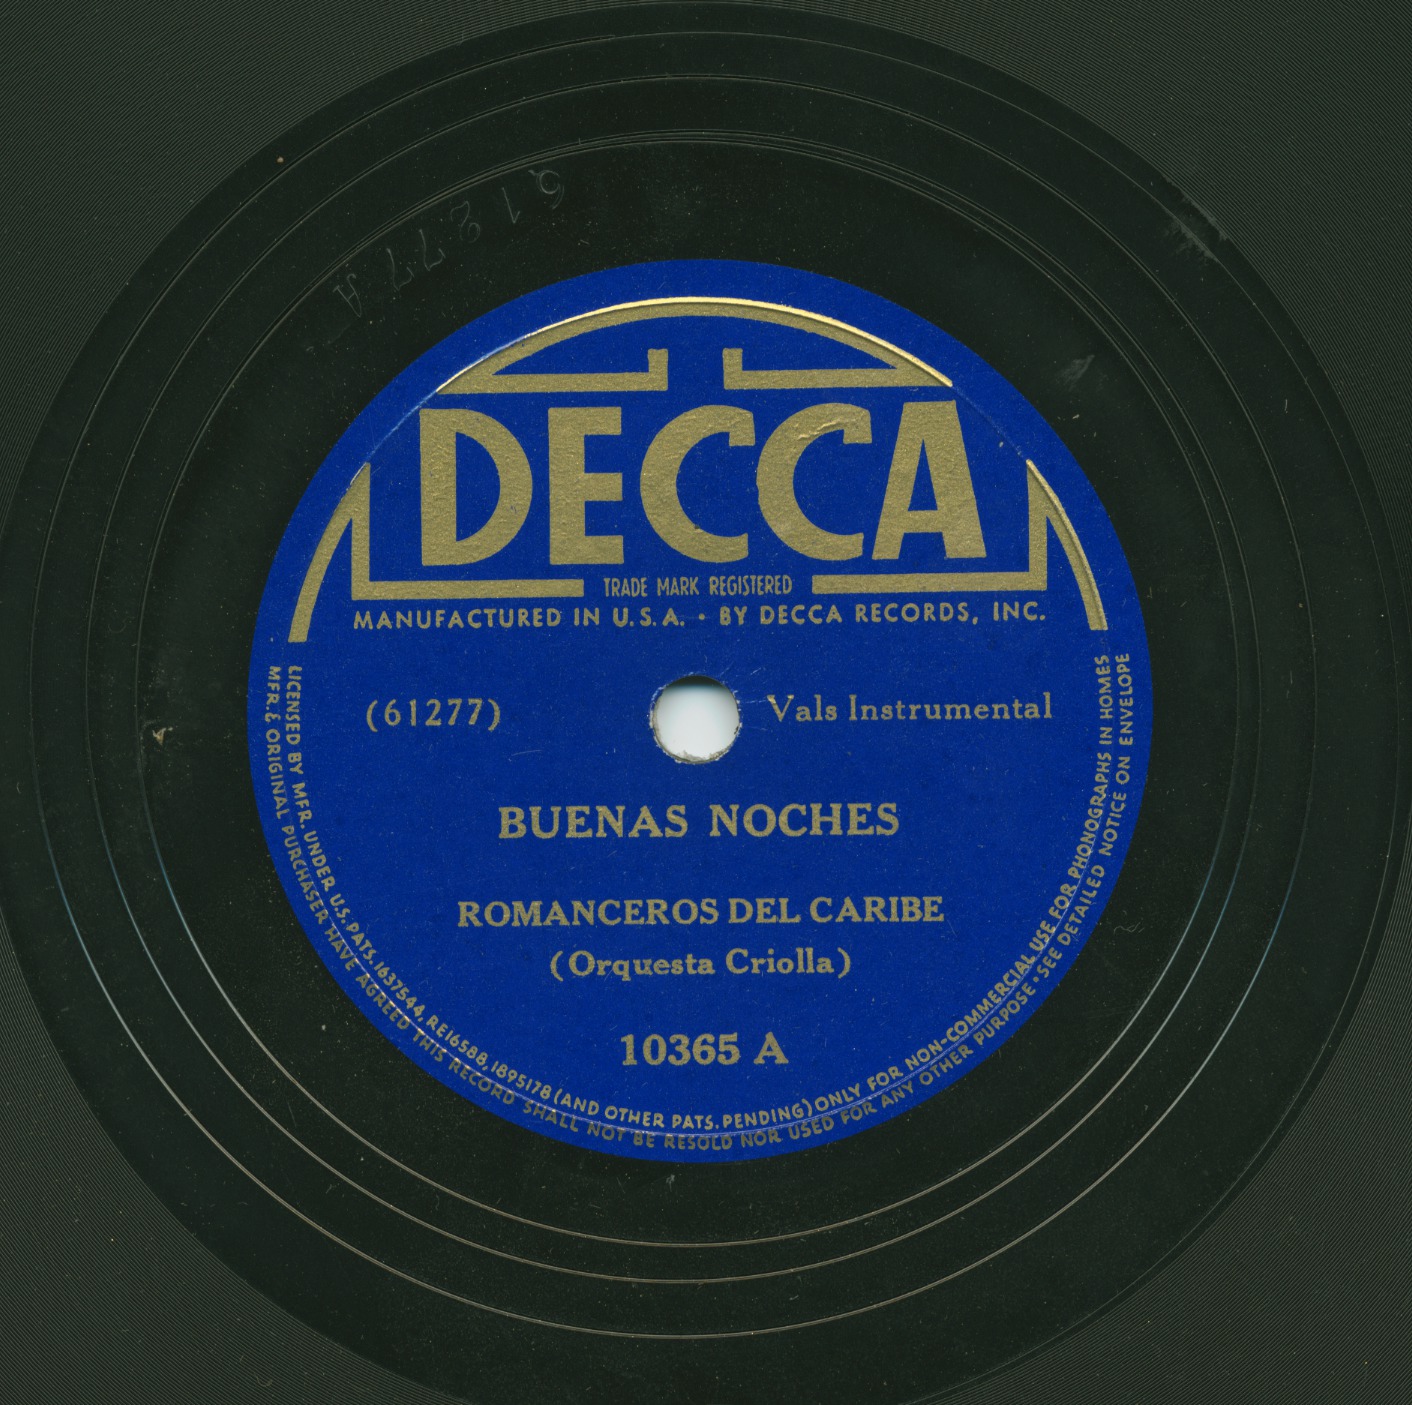 61277A
DECCA
TRADE MARK REGISTERED
MANUFACTURED IN U.S.A. • BY DECCA RECORDS, INC.
(61277)
Vals Instrumental
BUENAS NOCHES
ROMANCEROS DEL CARIBE
(Orquesta Criolla)
10365 A
LICENSED BY MFR. UNDER U.S. PATS. 1637544, RE16588, 1895178 (AND OTHER PATS. PENDING) ONLY FOR NON-COMMERCIAL USE FOR PHONOGRAPHS IN HOMES
MFR. & ORIGINAL PURCHASER HAVE AGREED THIS RECORD SHALL NOT BE RESOLD NOR USED FOR ANY OTHER PURPOSE • SEE DETAILED NOTICE ON ENVELOPE